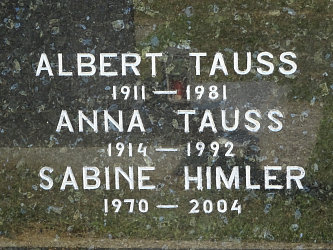 ALBERT TAUSS
1911 — 1981
ANNA TAUSS
1914 — 1992
SABINE HIMLER
1970 — 2004